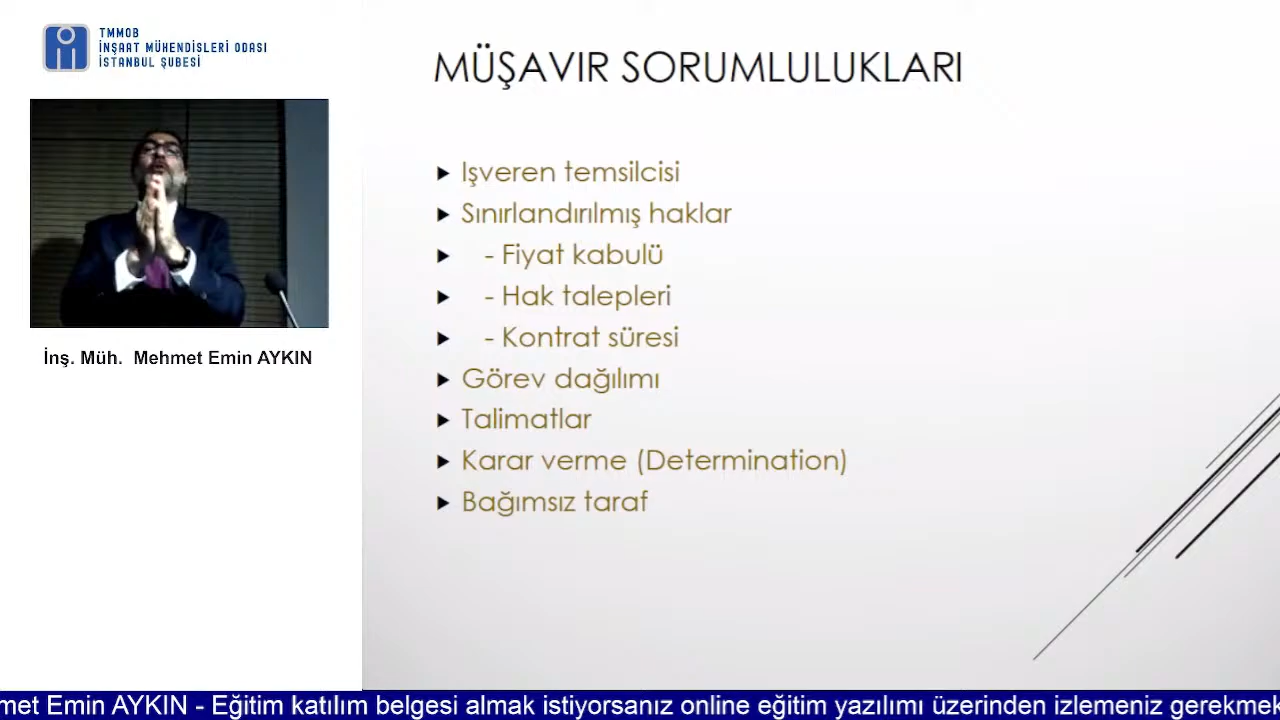 TMMOB
İNŞAAT MÜHENDİSLERİ ODASI
İSTANBUL ŞUBESİ
İnş. Müh. Mehmet Emin AYKIN
MÜŞAVIR SORUMLULUKLARI
Işveren temsilcisi
Sınırlandırılmış haklar
- Fiyat kabulü
- Hak talepleri
- Kontrat süresi
Görev dağılımı
Talimatlar
Karar verme (Determination)
Bağımsız taraf
met Emin AYKIN - Eğitim katılım belgesi almak istiyorsanız online eğitim yazılımı üzerinden izlemeniz gerekmek